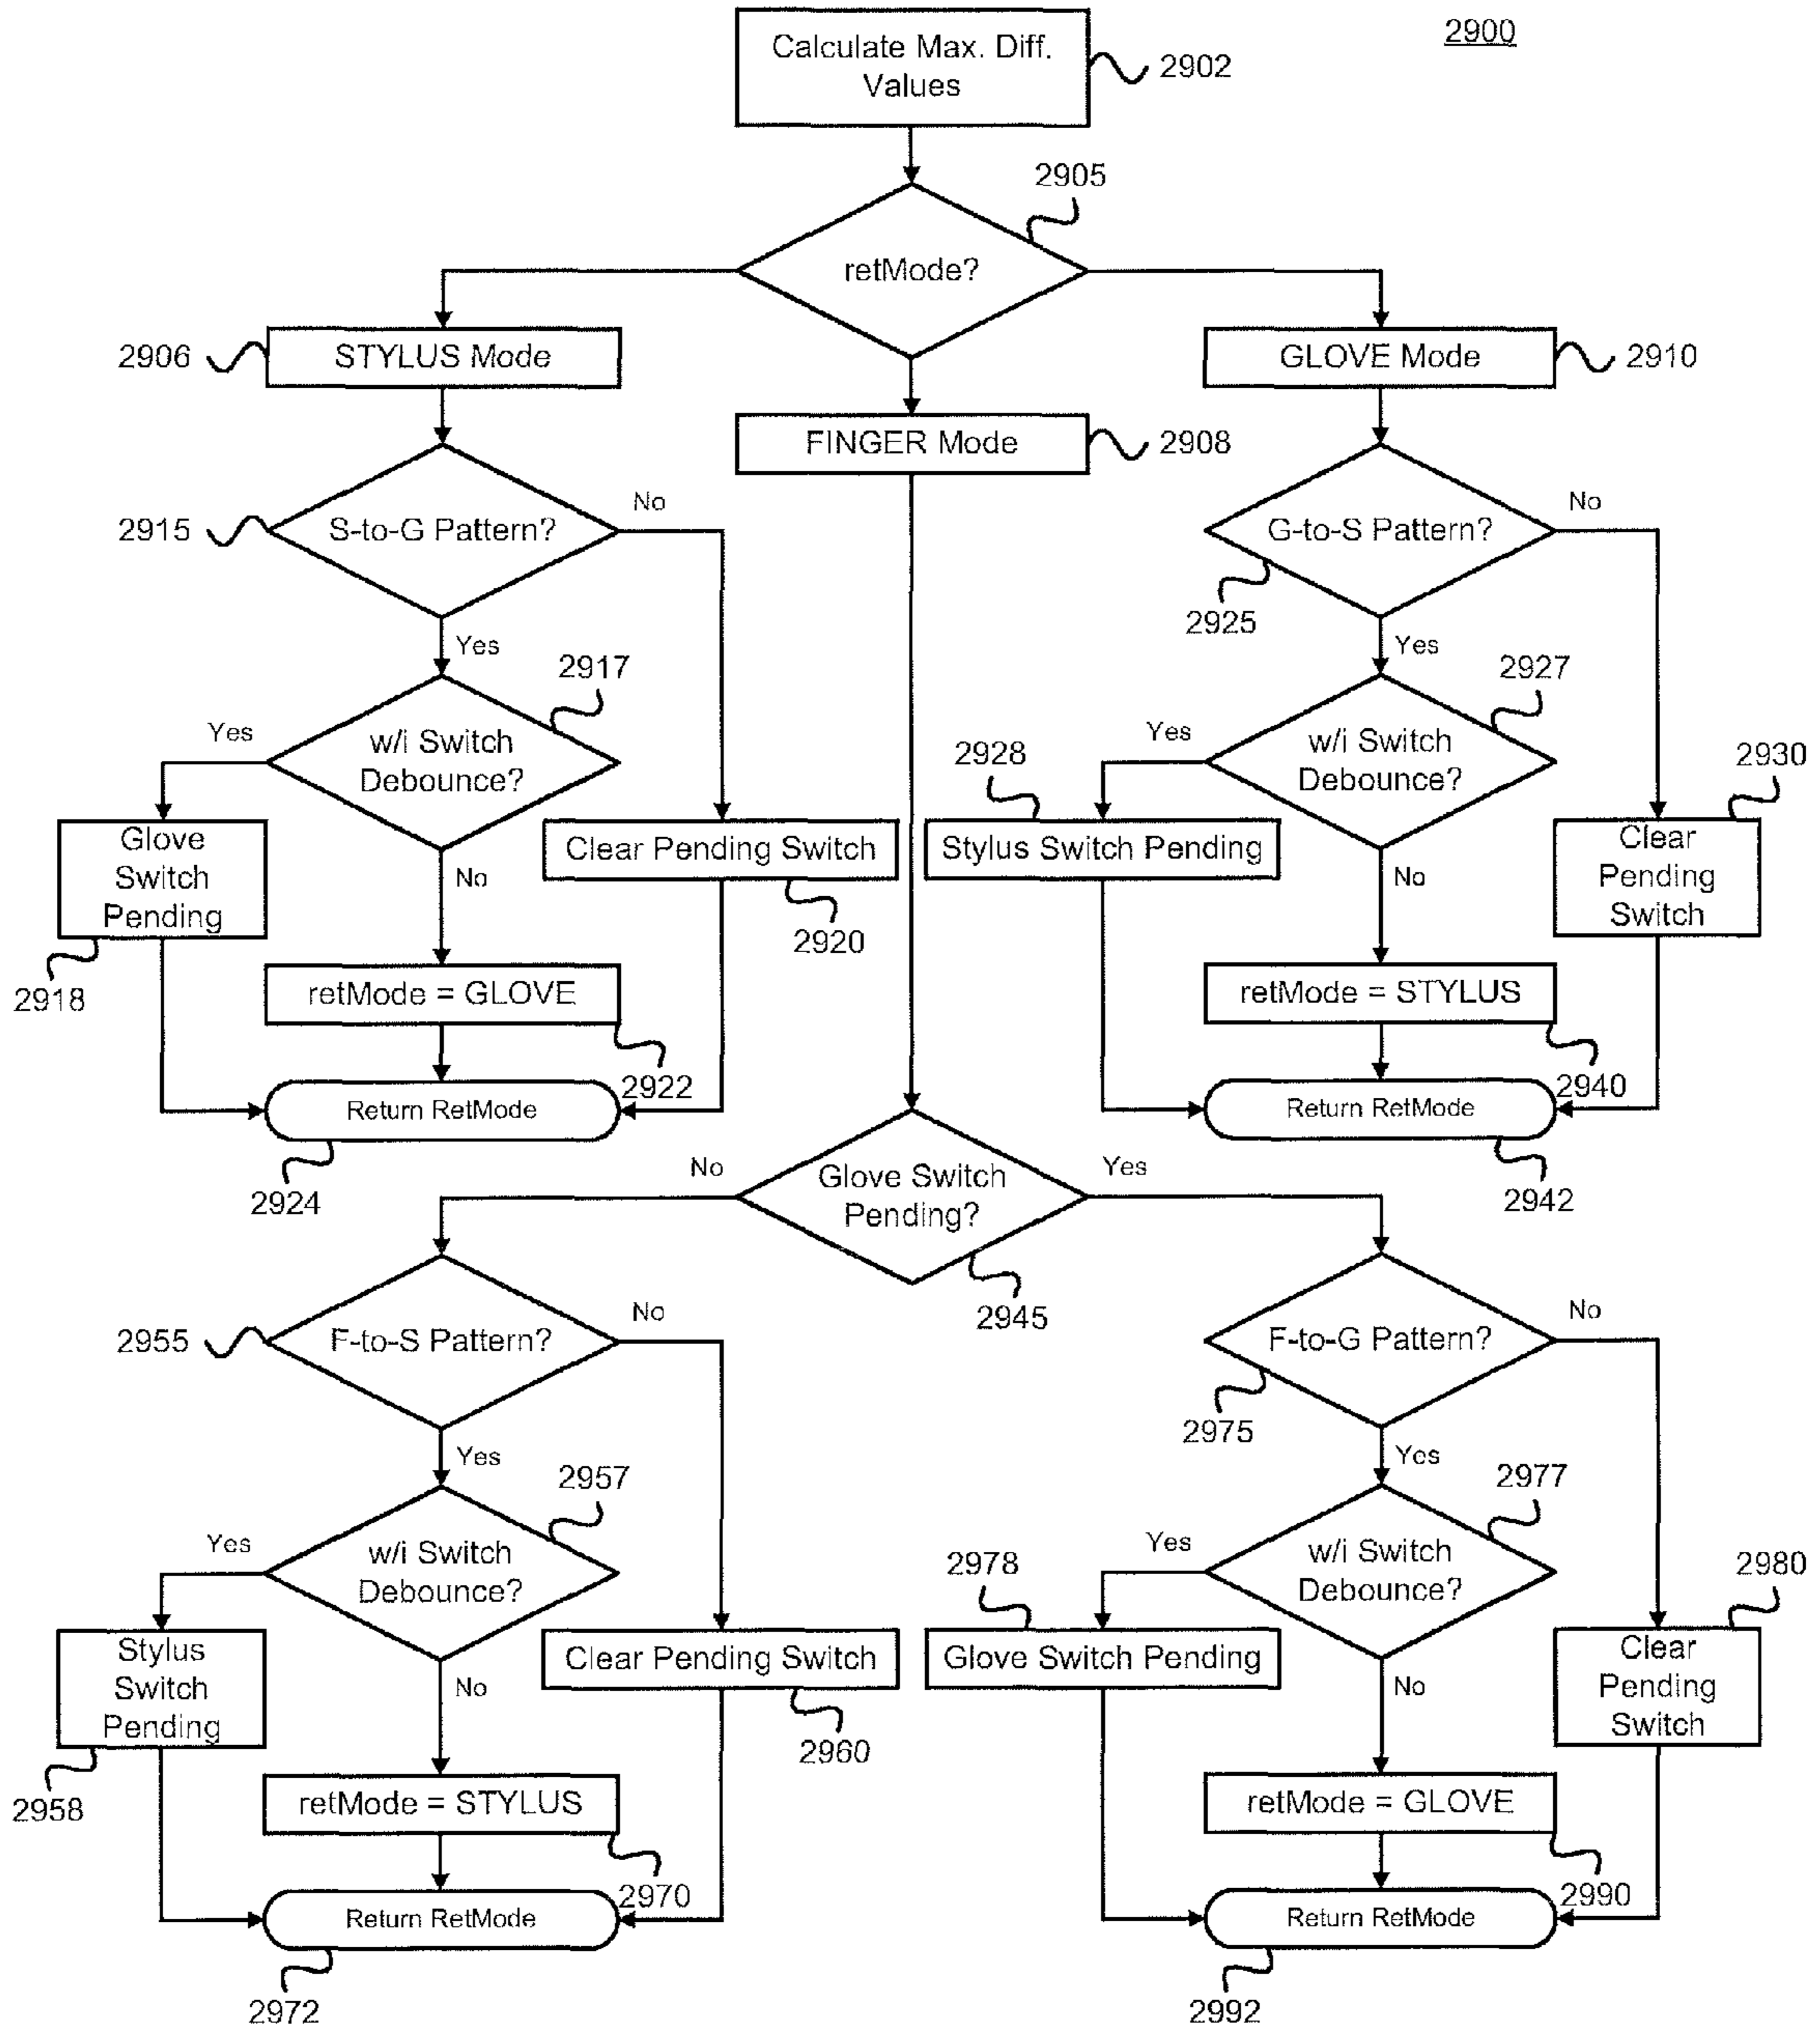 2900
Calculate Max. Diff.
Values
2902
2905
retMode?
2906
STYLUS Mode
GLOVE Mode
2910
FINGER Mode
2908
2915
S-to-G Pattern?
No
Yes
G-to-S Pattern?
No
2925
Yes
2917
w/i Switch
Debounce?
Yes
No
2927
w/i Switch
Debounce?
Yes
No
Glove
Switch
Pending
2918
Clear Pending Switch
2920
2928
Stylus Switch Pending
2930
Clear
Pending
Switch
retMode = GLOVE
2922
retMode = STYLUS
2940
Return RetMode
2924
Return RetMode
2942
Glove Switch
Pending?
No
Yes
2945
2955
F-to-S Pattern?
No
Yes
F-to-G Pattern?
No
2975
Yes
2957
w/i Switch
Debounce?
Yes
No
2977
w/i Switch
Debounce?
Yes
No
Stylus
Switch
Pending
2958
Clear Pending Switch
2960
2978
Glove Switch Pending
2980
Clear
Pending
Switch
retMode = STYLUS
2970
retMode = GLOVE
2990
Return RetMode
2972
Return RetMode
2992